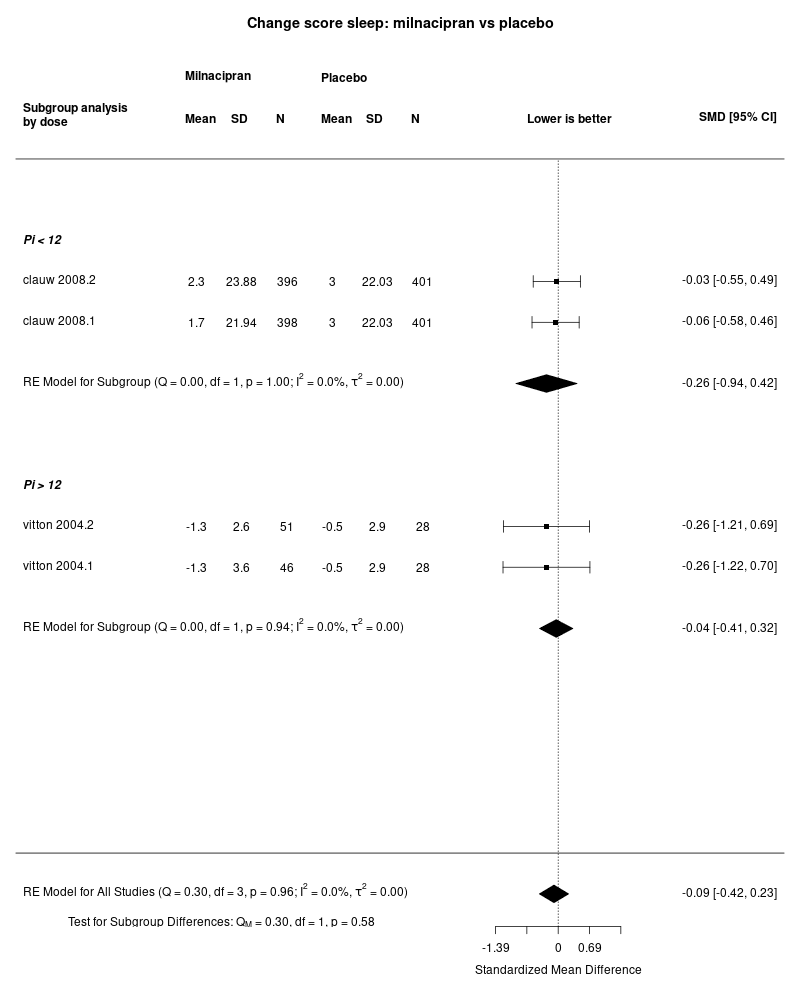 Change score sleep: milnacipran vs placebo
Milnacipran Placebo
Subgroup analysis
by dose
Mean SD N Mean SD N Lower is better SMD [95% CI]
Pi < 12
clauw 2008.2 2.3 23.88 396 3 22.03 401 -0.03 [-0.55, 0.49]
clauw 2008.1 1.7 21.94 398 3 22.03 401 -0.06 [-0.58, 0.46]
RE Model for Subgroup (Q = 0.00, df = 1, p = 1.00; I² = 0.0%, τ² = 0.00) -0.26 [-0.94, 0.42]
Pi > 12
vitton 2004.2 -1.3 2.6 51 -0.5 2.9 28 -0.26 [-1.21, 0.69]
vitton 2004.1 -1.3 3.6 46 -0.5 2.9 28 -0.26 [-1.22, 0.70]
RE Model for Subgroup (Q = 0.00, df = 1, p = 0.94; I² = 0.0%, τ² = 0.00) -0.04 [-0.41, 0.32]
RE Model for All Studies (Q = 0.30, df = 3, p = 0.96; I² = 0.0%, τ² = 0.00) -0.09 [-0.42, 0.23]
Test for Subgroup Differences: Q_M = 0.30, df = 1, p = 0.58
-1.39 0 0.69
Standardized Mean Difference